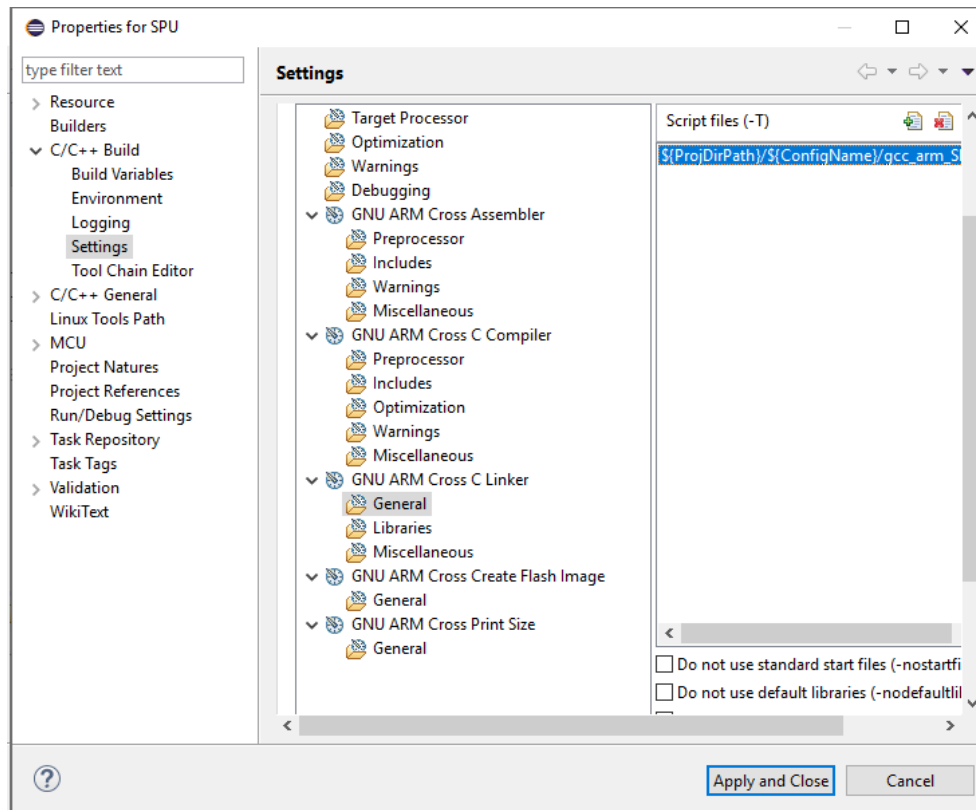 Properties for SPU
type filter text
Resource
Builders
C/C++ Build
Build Variables
Environment
Logging
Settings
Tool Chain Editor
C/C++ General
Linux Tools Path
MCU
Project Natures
Project References
Run/Debug Settings
Task Repository
Task Tags
Validation
WikiText
Settings
Target Processor
Optimization
Warnings
Debugging
GNU ARM Cross Assembler
Preprocessor
Includes
Warnings
Miscellaneous
GNU ARM Cross C Compiler
Preprocessor
Includes
Optimization
Warnings
Miscellaneous
GNU ARM Cross C Linker
General
Libraries
Miscellaneous
GNU ARM Cross Create Flash Image
General
GNU ARM Cross Print Size
General
Script files (-T)
${ProjDirPath}/${ConfigName}/gcc_arm_
Do not use standard start files (-nostartfi
Do not use default libraries (-nodefaultlil
Apply and Close
Cancel